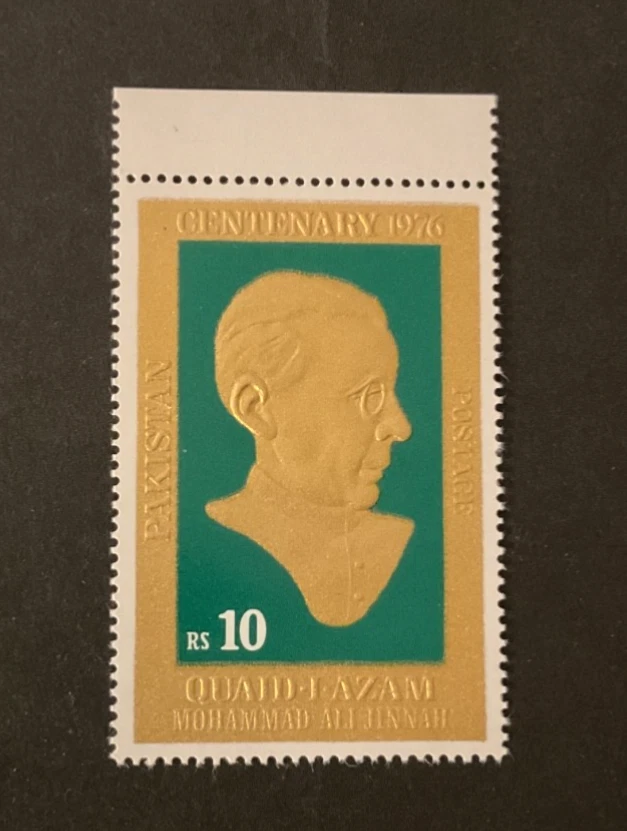 CENTENARY 1976
PAKISTAN
POSTAGE
RS 10
QUAID·I·AZAM
MOHAMMAD ALI JINNAH